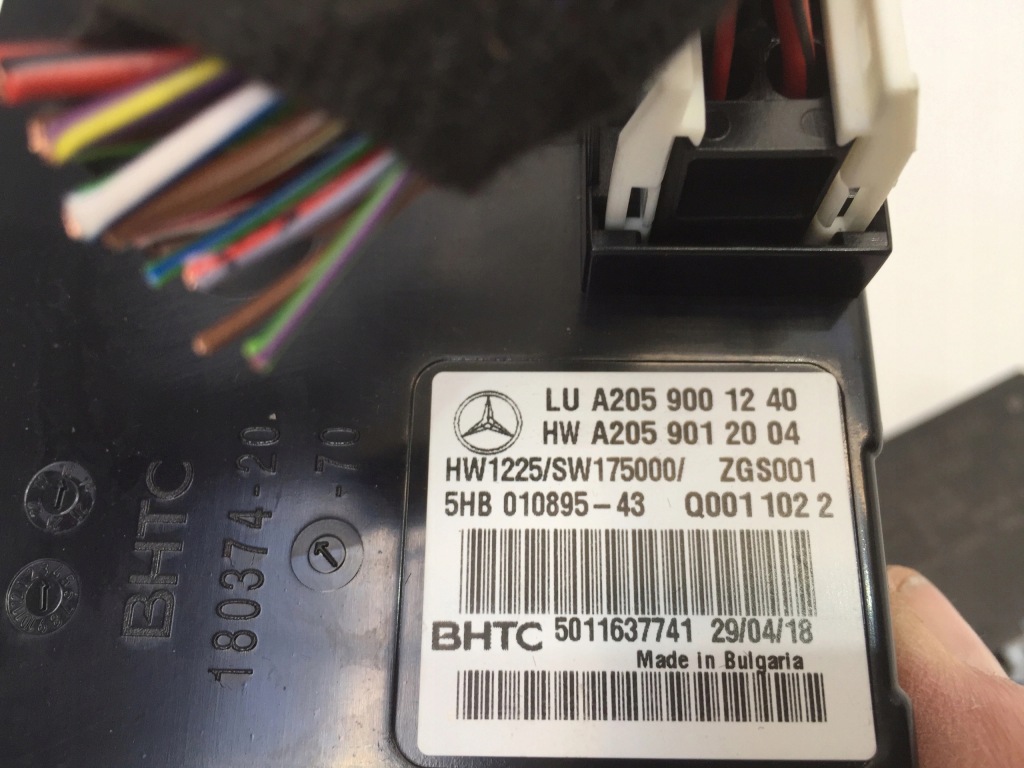 LU A205 900 12 40
HW A205 901 20 04
HW1225/SW175000/ ZGS001
5HB 010895-43 Q001 102 2
BHTC 5011637741 29/04/18
Made in Bulgaria
BHTC
180374-20
-70